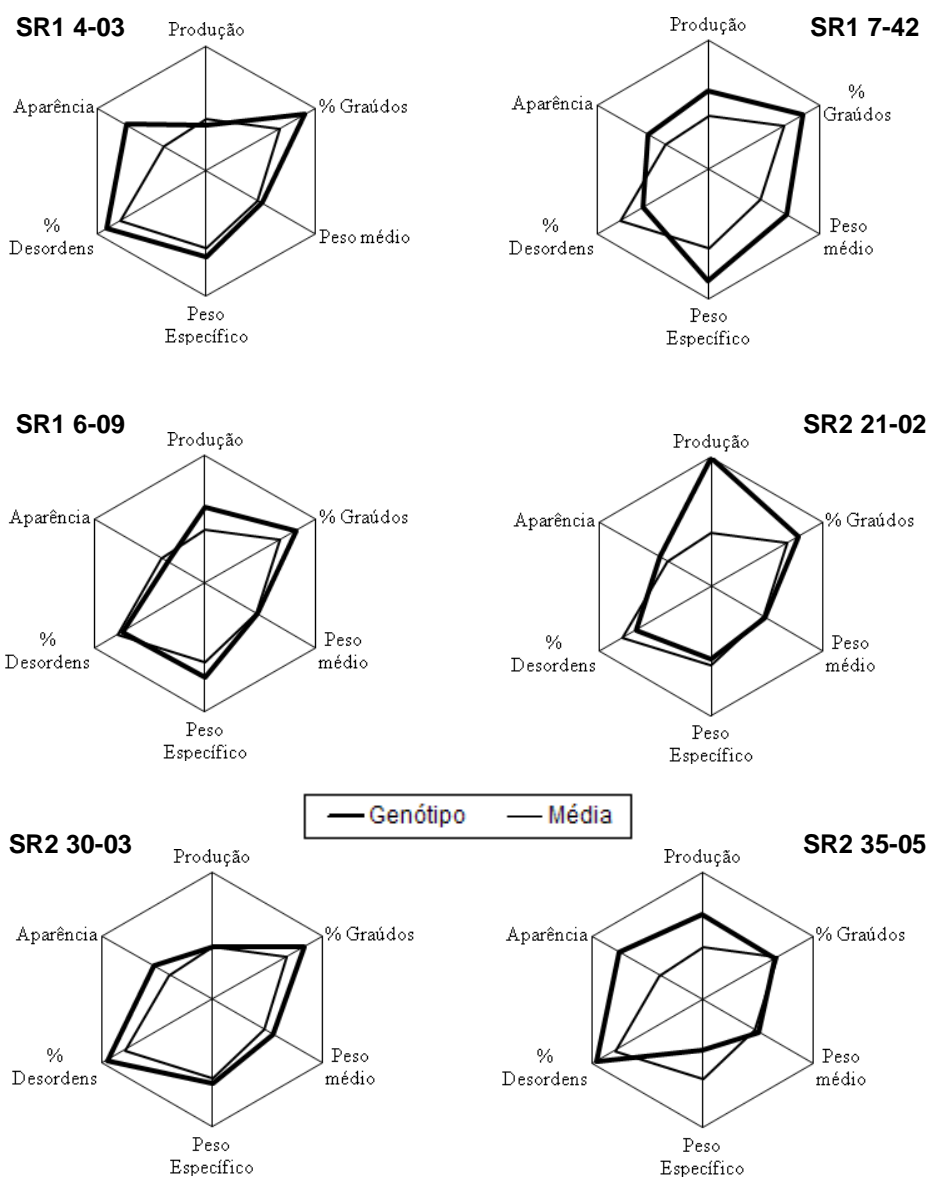 SR1 4-03
Produção
% Graúdos
Peso médio
Peso
Específico
%
Desordens
Aparência
SR1 7-42
Produção
%
Graúdos
Peso
médio
Peso
Específico
%
Desordens
Aparência
SR1 6-09
Produção
% Graúdos
Peso
médio
Peso
Específico
%
Desordens
Aparência
SR2 21-02
Produção
% Graúdos
Peso
médio
Peso
Específico
%
Desordens
Aparência
Genótipo Média
SR2 30-03
Produção
% Graúdos
Peso
médio
Peso
Específico
%
Desordens
Aparência
SR2 35-05
Produção
% Graúdos
Peso
médio
Peso
Específico
%
Desordens
Aparência